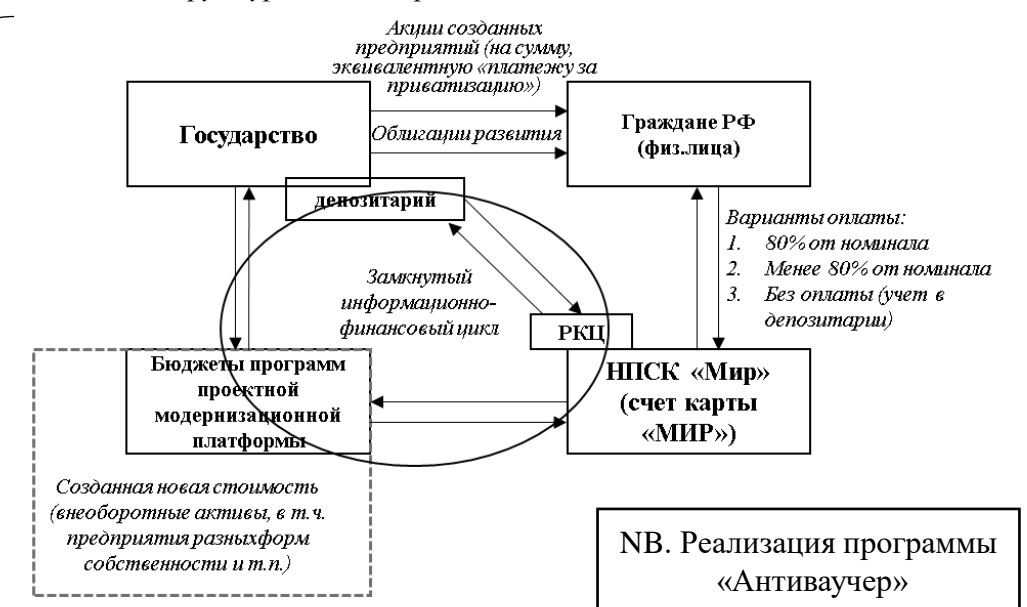 Акции созданных
предприятий (на сумму,
эквивалентную «платежу за
приватизацию»)
Государство
Облигации развития
Граждане РФ
(физ.лица)
депозитарий
Варианты оплаты:
1. 80% от номинала
2. Менее 80% от номинала
3. Без оплаты (учет в
депозитарии)
Замкнутый
информационно-
финансовый цикл
РКЦ
Бюджеты программ
проектной
модернизационной
платформы
НПСК «Мир»
(счет карты
«МИР»)
Созданная новая стоимость
(внеоборотные активы, в т.ч.
предприятия разныхформ
собственности и т.п.)
NB. Реализация программы
«Антиваучер»